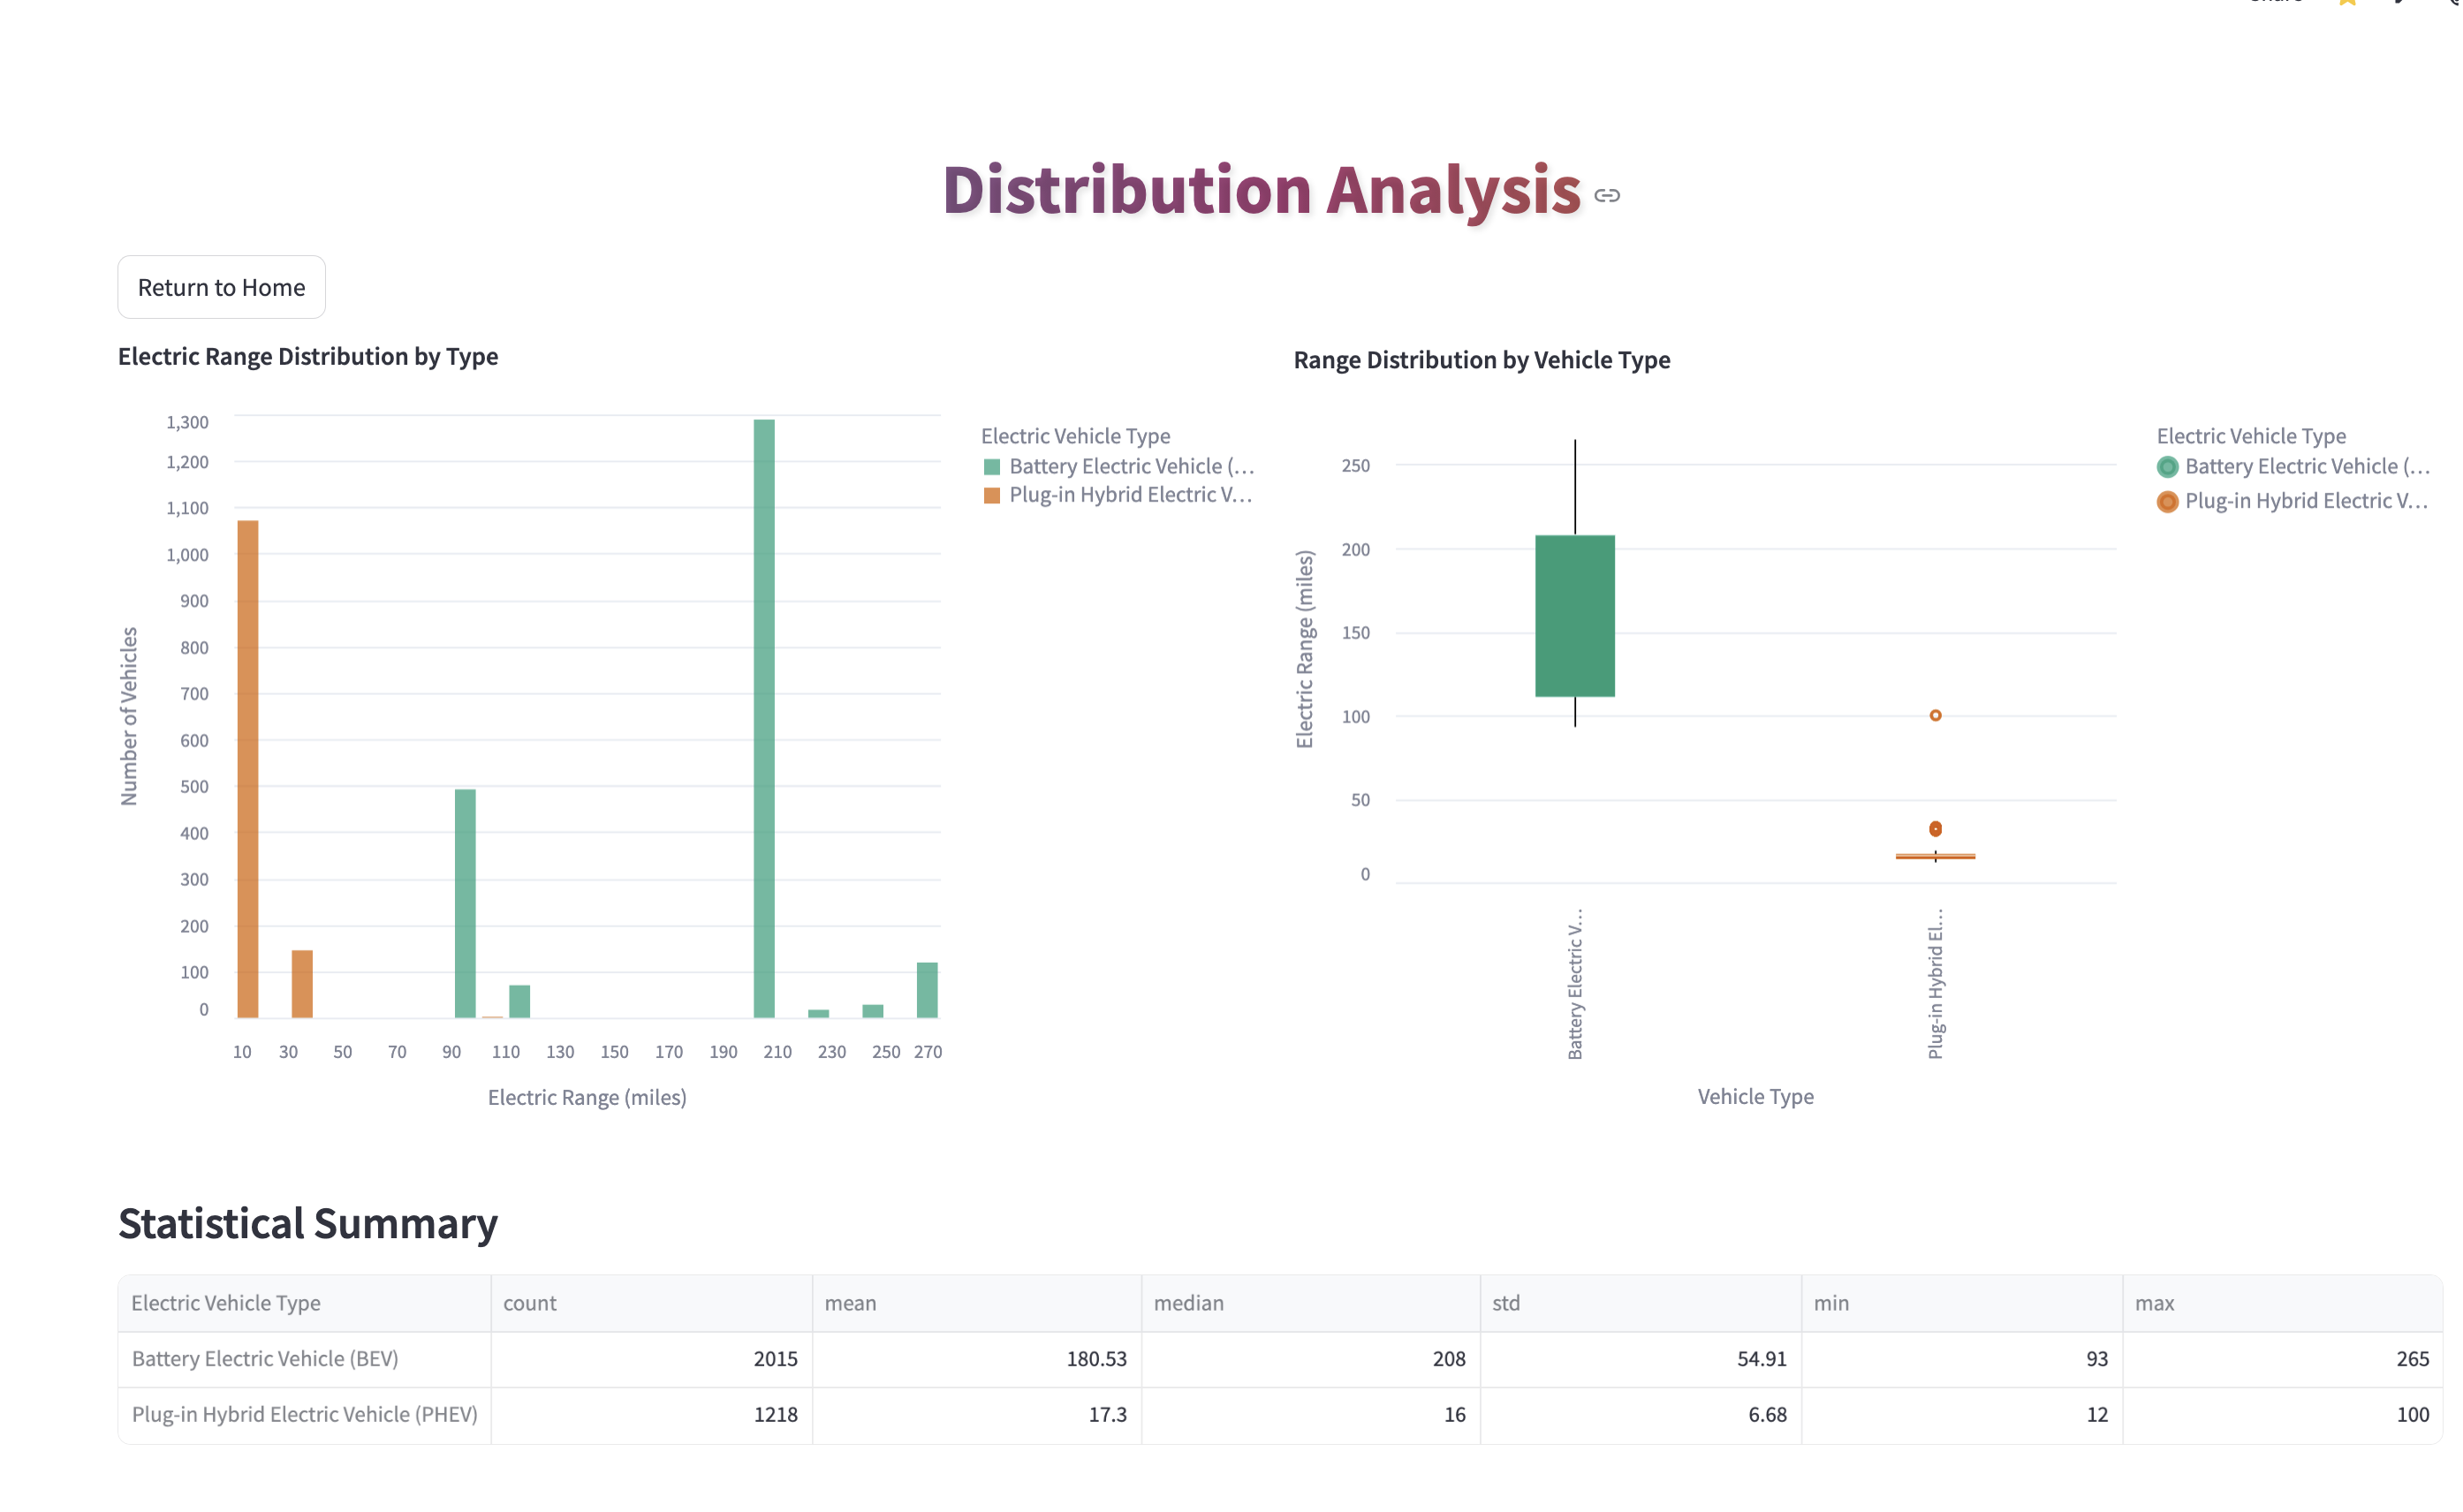 Distribution Analysis
Return to Home
Electric Range Distribution by Type
1,300
1,200
1,100
1,000
900
800
700
600
500
400
300
200
100
0
Number of Vehicles
10 30 50 70 90 110 130 150 170 190 210 230 250 270
Electric Range (miles)
Electric Vehicle Type
Battery Electric Vehicle (…
Plug-in Hybrid Electric V…
Range Distribution by Vehicle Type
250
200
150
100
50
0
Electric Range (miles)
Battery Electric V…
Plug-in Hybrid El…
Vehicle Type
Electric Vehicle Type
Battery Electric Vehicle (…
Plug-in Hybrid Electric V…
Statistical Summary
Electric Vehicle Type count mean median std min max
Battery Electric Vehicle (BEV) 2015 180.53 208 54.91 93 265
Plug-in Hybrid Electric Vehicle (PHEV) 1218 17.3 16 6.68 12 100